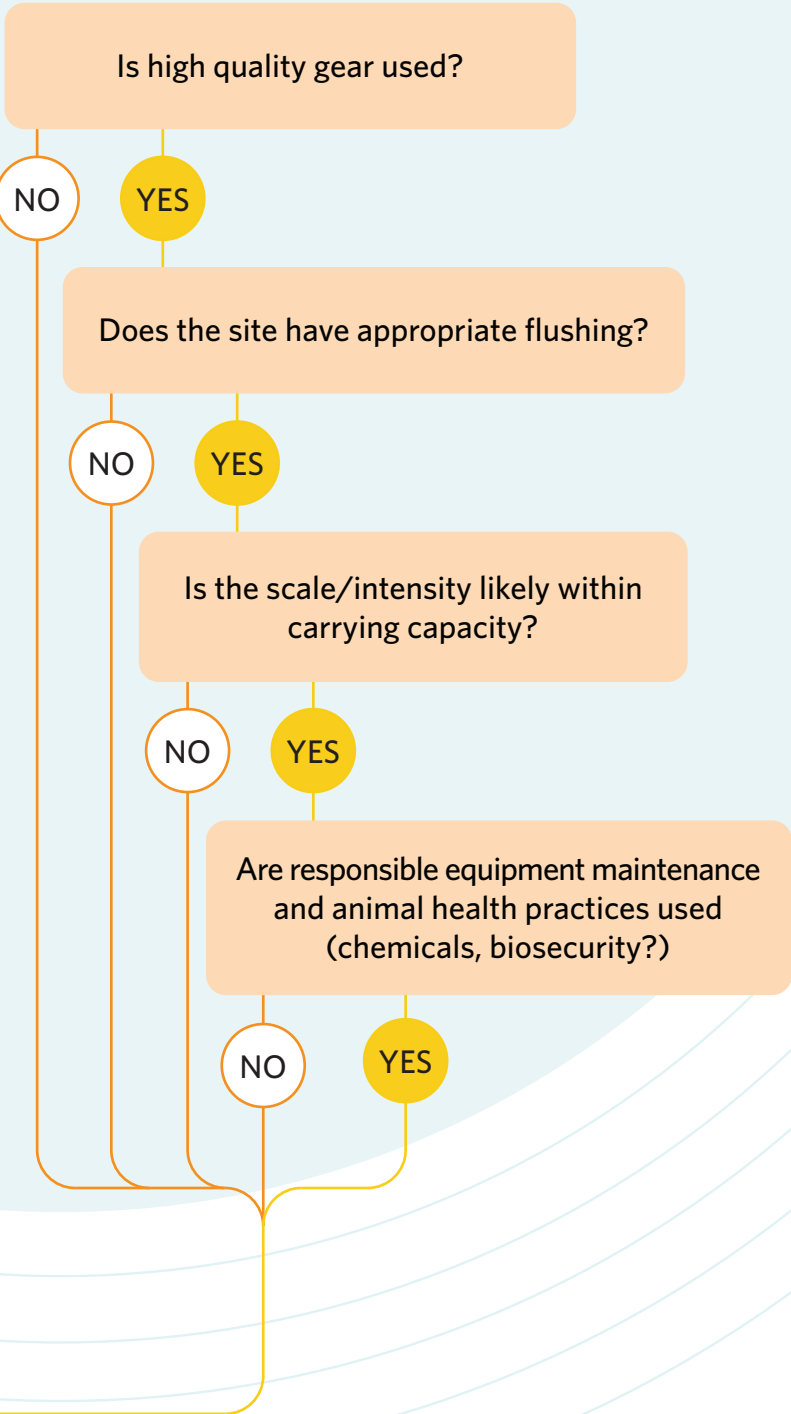 Is high quality gear used?
NO
YES
Does the site have appropriate flushing?
NO
YES
Is the scale/intensity likely within
carrying capacity?
NO
YES
Are responsible equipment maintenance
and animal health practices used
(chemicals, biosecurity?)
NO
YES